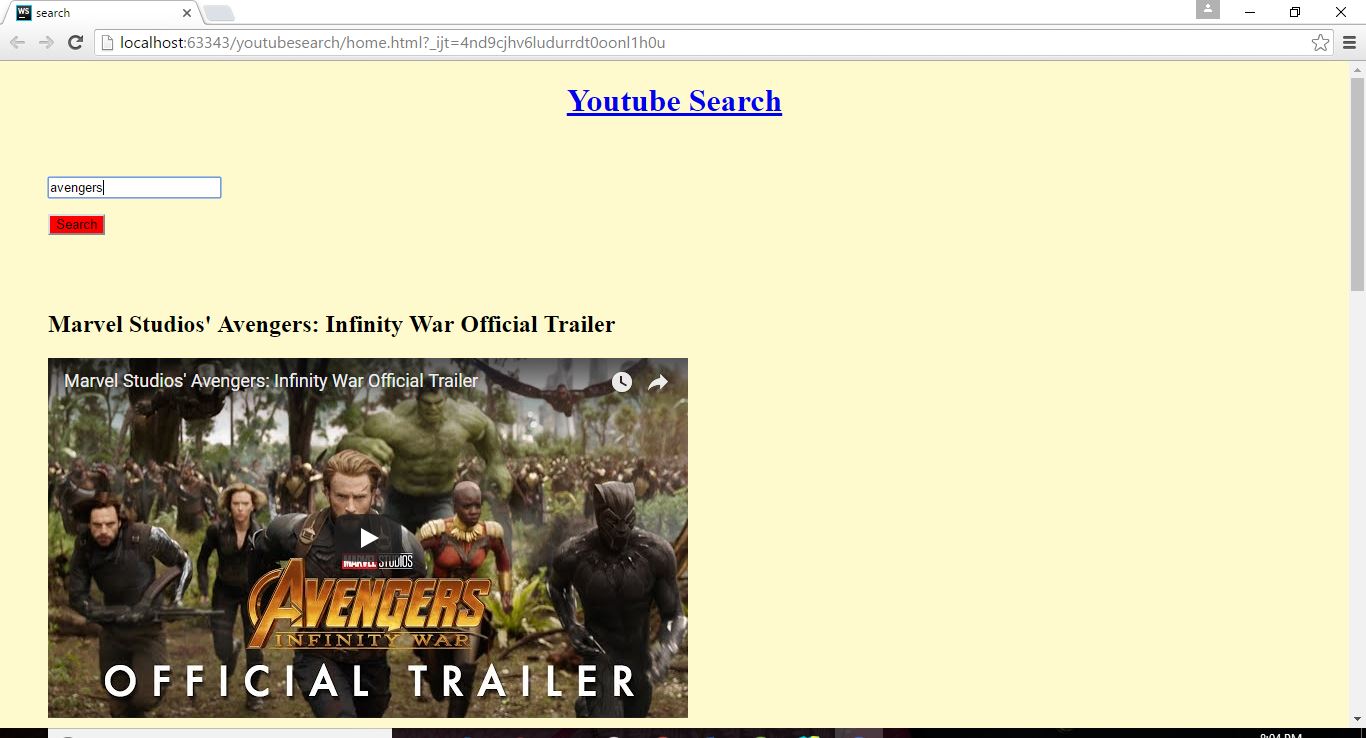 WS search
localhost:63343/youtubesearch/home.html?_ijt=4nd9cjhv6ludurrdt0oonl1h0u
Youtube Search
avengers
Search
Marvel Studios' Avengers: Infinity War Official Trailer
Marvel Studios' Avengers: Infinity War Official Trailer
MARVEL STUDIOS
AVENGERS
INFINITY WAR
OFFICIAL TRAILER